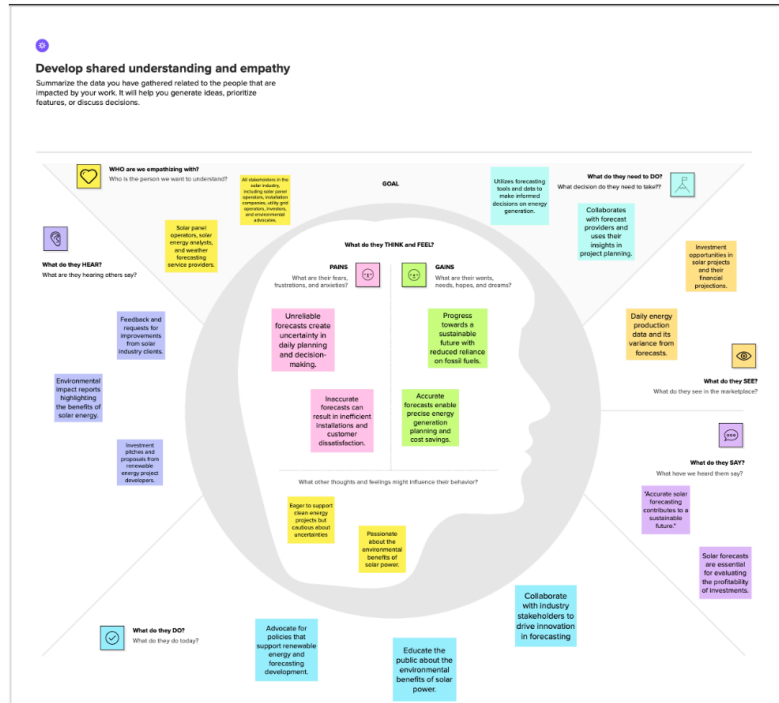 Develop shared understanding and empathy
Summarize the data you have gathered related to the people that are
impacted by your work. It will help you generate ideas, prioritize
features, or discuss decisions.
WHO are we empathizing with?
Who is the person we want to understand?
All stakeholders in the
solar industry,
including solar panel
operators, installation
companies, utility grid
operators, investors,
and environmental
advocates.
Solar panel
operators, solar
energy analysts,
and weather
forecasting
service providers.
GOAL
What do they need to DO?
What decision do they need to take??
Utilizes forecasting
tools and data to
make informed
decisions on energy
generation.
Collaborates
with forecast
providers and
uses their
insights in
project planning.
What do they HEAR?
What are they hearing others say?
Feedback and
requests for
improvements
from solar
industry clients.
Environmental
impact reports
highlighting
the benefits of
solar energy.
Investment
pitches and
proposals from
renewable
energy project
developers.
What do they THINK and FEEL?
PAINS
What are their fears,
frustrations, and anxieties?
GAINS
What are their wants,
needs, hopes, and dreams?
Unreliable
forecasts create
uncertainty in
daily planning
and decision-
making.
Inaccurate
forecasts can
result in inefficient
installations and
customer
dissatisfaction.
Progress
towards a
sustainable
future with
reduced reliance
on fossil fuels.
Accurate
forecasts enable
precise energy
generation
planning and
cost savings.
What other thoughts and feelings might influence their behavior?
Eager to support
clean energy
projects but
cautious about
uncertainties
Passionate
about the
environmental
benefits of
solar power.
Investment
opportunities in
solar projects
and their
financial
projections.
Daily energy
production
data and its
variance from
forecasts.
What do they SEE?
What do they see in the marketplace?
What do they SAY?
What have we heard them say?
"Accurate solar
forecasting
contributes to a
sustainable
future."
Solar forecasts
are essential
for evaluating
the profitability
of investments.
What do they DO?
What do they do today?
Advocate for
policies that
support renewable
energy and
forecasting
development.
Educate the
public about the
environmental
benefits of solar
power.
Collaborate
with industry
stakeholders to
drive innovation
in forecasting